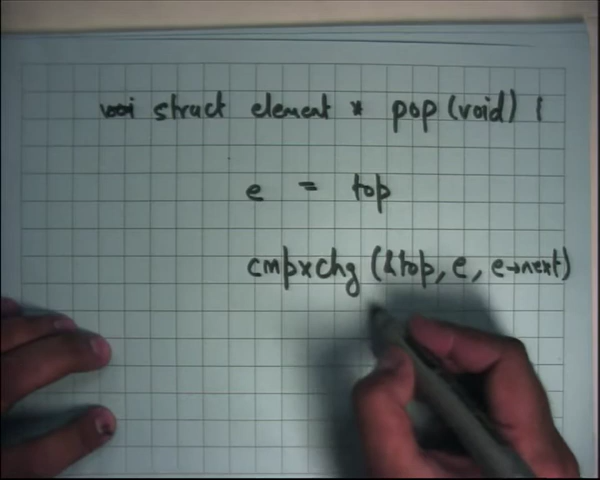 struct element * pop (void) {
e = top
cmpxchg (&top, e, e→next)